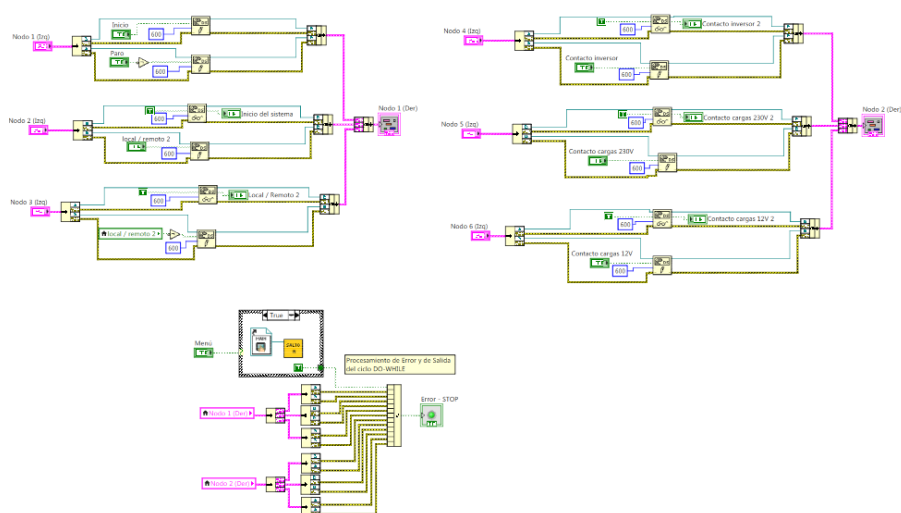 Nodo 1 (Izq)
Inicio
600
Paro
600
Nodo 2 (Izq)
600
Inicio del sistema
local / remoto 2
600
Nodo 1 (Der)
Nodo 3 (Izq)
600
Local / Remoto 2
local / remoto 2
600
Nodo 4 (Izq)
T
600
Contacto inversor 2
Contacto inversor
600
Nodo 5 (Izq)
T
600
Contacto cargas 230V 2
Contacto cargas 230V
600
Nodo 2 (Der)
Nodo 6 (Izq)
T
600
Contacto cargas 12V 2
Contacto cargas 12V
600
True
Menú
SALTO
T
Procesamiento de Error y de Salida
del ciclo DO-WHILE
Error - STOP
Nodo 1 (Der)
Nodo 2 (Der)